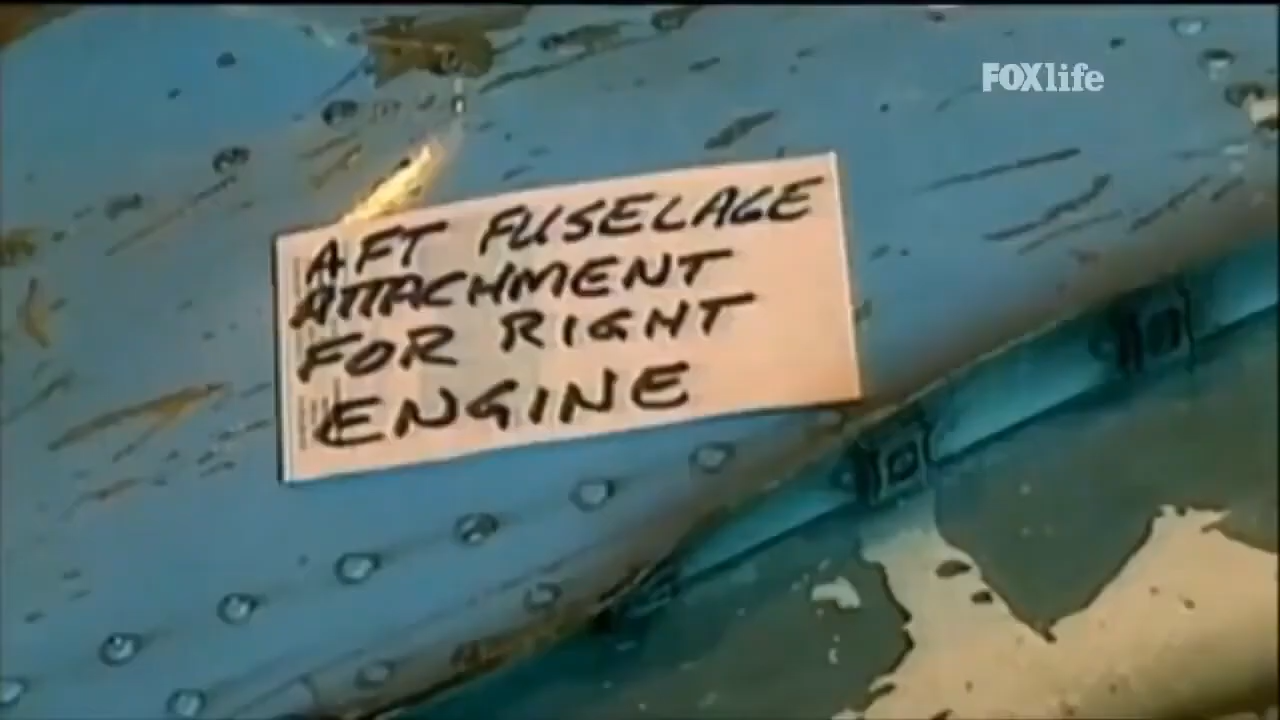 FOXlife
AFT FUSELAGE
ATTACHMENT
FOR RIGHT
ENGINE